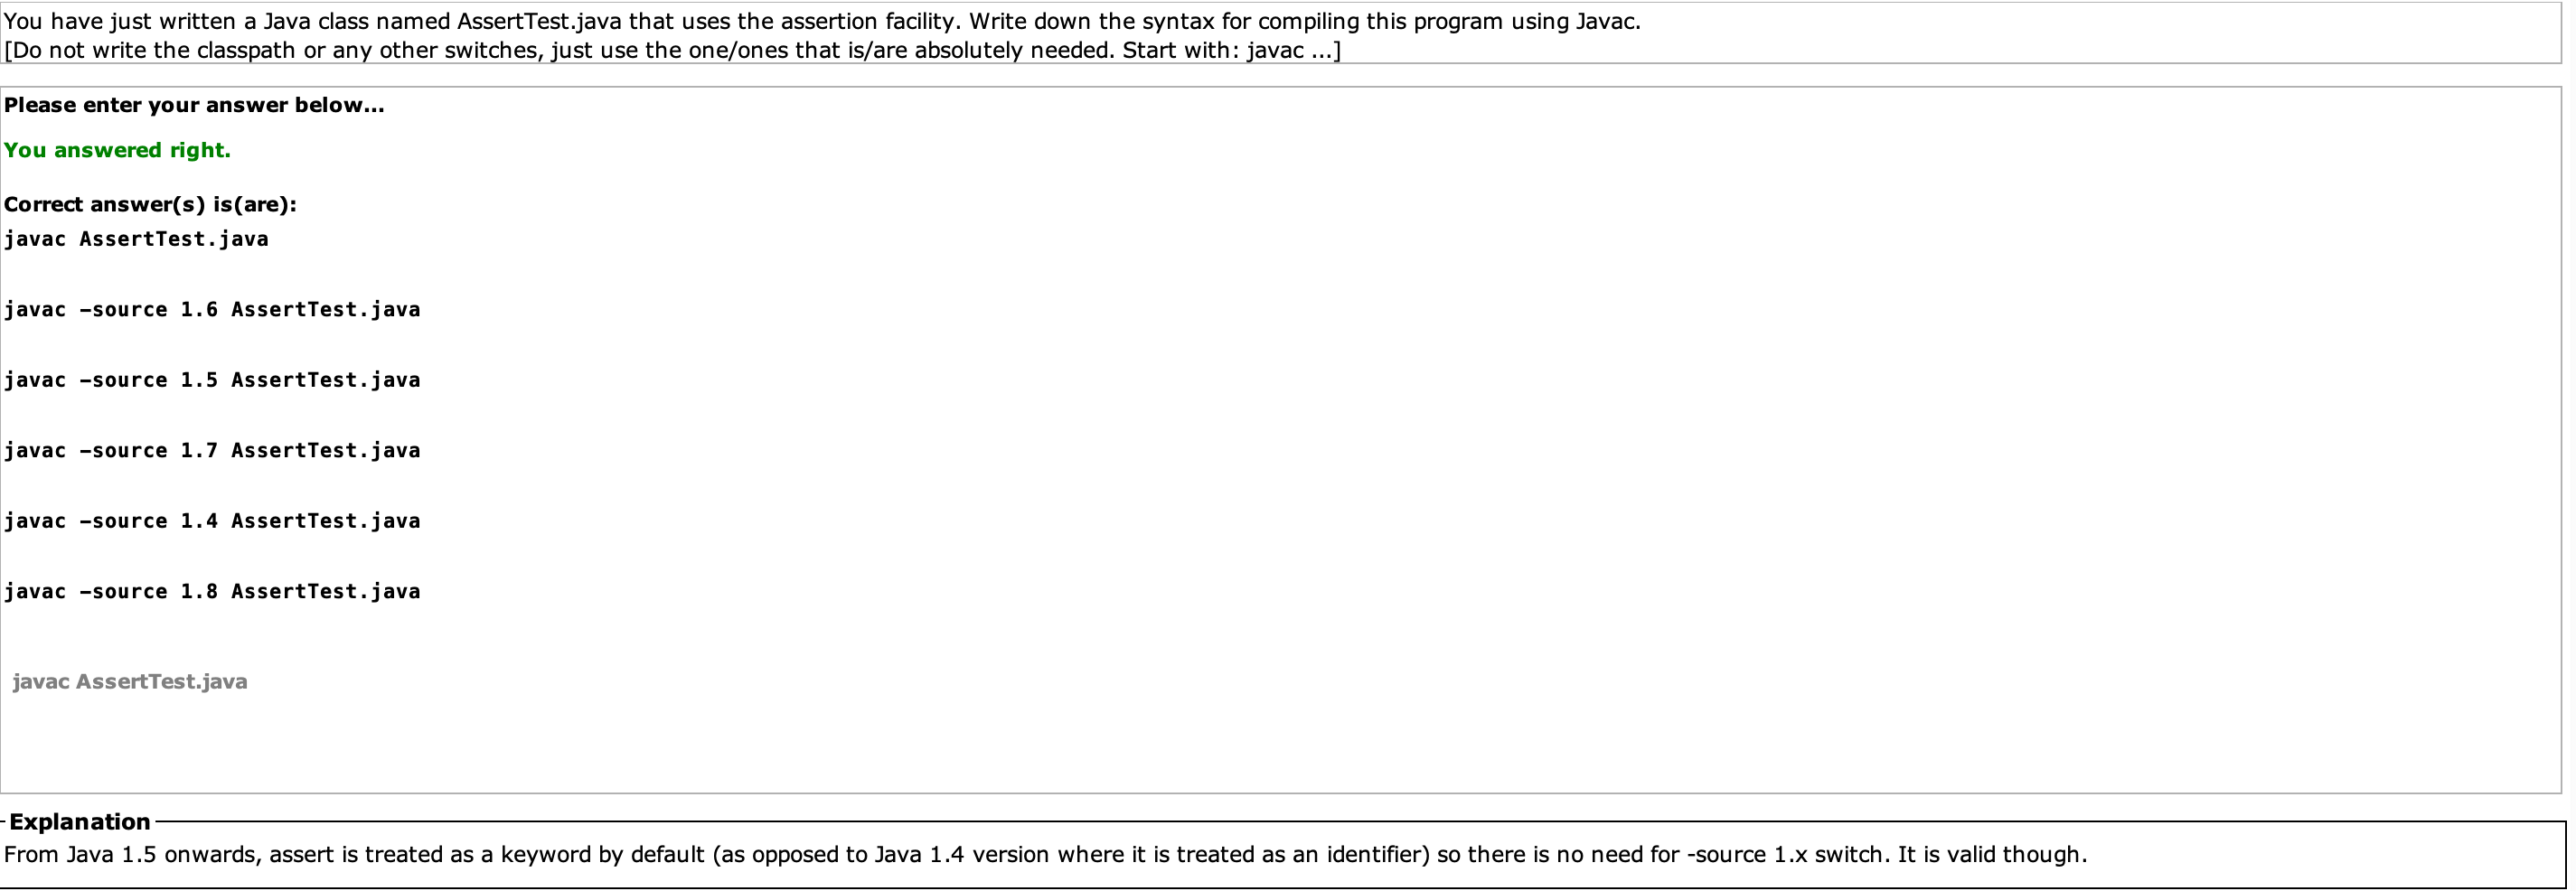 You have just written a Java class named AssertTest.java that uses the assertion facility. Write down the syntax for compiling this program using Javac.
[Do not write the classpath or any other switches, just use the one/ones that is/are absolutely needed. Start with: javac ...]
Please enter your answer below...
You answered right.
Correct answer(s) is(are):
javac AssertTest.java
javac -source 1.6 AssertTest.java
javac -source 1.5 AssertTest.java
javac -source 1.7 AssertTest.java
javac -source 1.4 AssertTest.java
javac -source 1.8 AssertTest.java
javac AssertTest.java
Explanation
From Java 1.5 onwards, assert is treated as a keyword by default (as opposed to Java 1.4 version where it is treated as an identifier) so there is no need for -source 1.x switch. It is valid though.